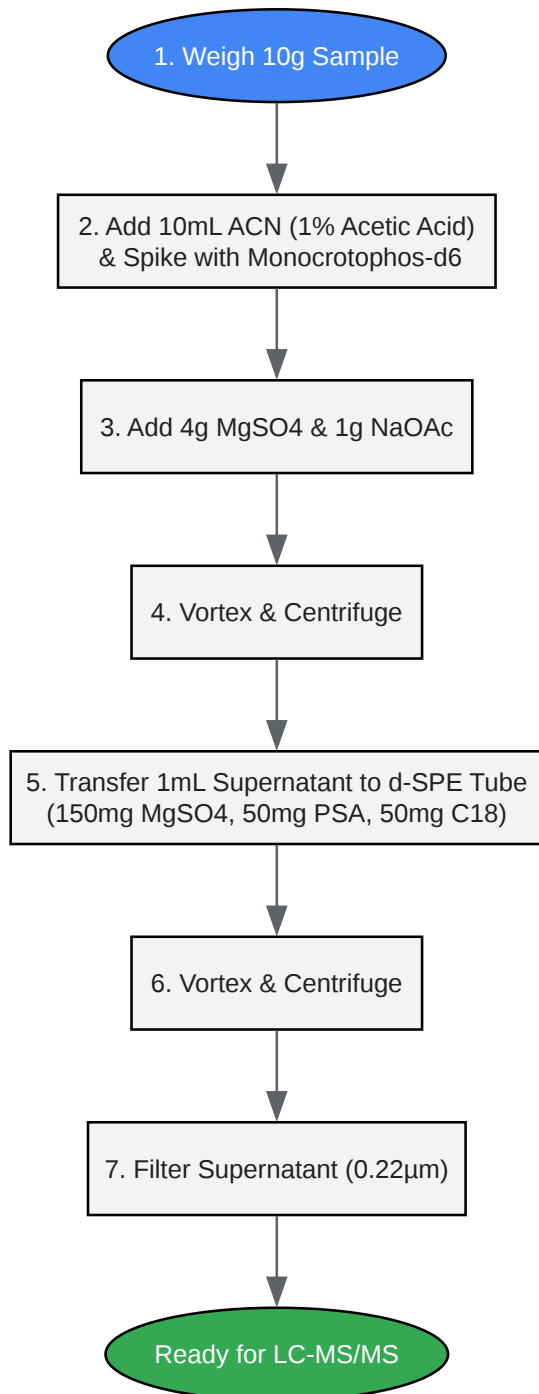 1. Weigh 10g Sample
2. Add 10mL ACN (1% Acetic Acid)
& Spike with Monocrotophos-d6
3. Add 4g MgSO4 & 1g NaOAc
4. Vortex & Centrifuge
5. Transfer 1mL Supernatant to d-SPE Tube
(150mg MgSO4, 50mg PSA, 50mg C18)
6. Vortex & Centrifuge
7. Filter Supernatant (0.22µm)
Ready for LC-MS/MS